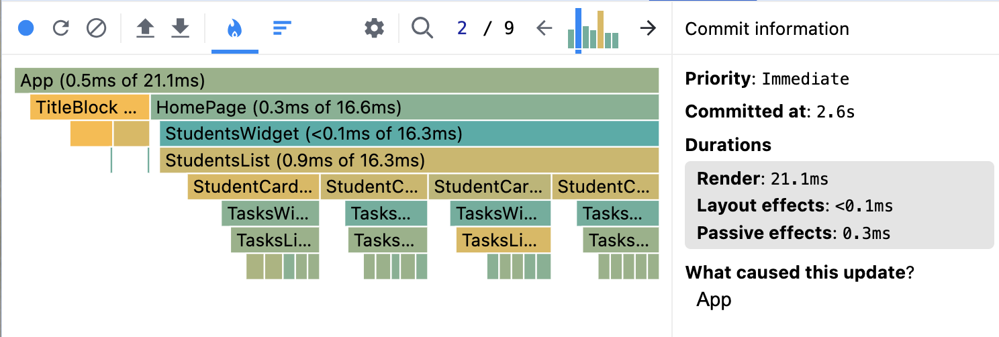 2 / 9
Commit information
App (0.5ms of 21.1ms)
TitleBlock ... HomePage (0.3ms of 16.6ms)
StudentsWidget (<0.1ms of 16.3ms)
StudentsList (0.9ms of 16.3ms)
StudentCard... StudentC... StudentCar... StudentC...
TasksWi... Tasks... TasksWi... Tasks...
TasksLi... Tasks... TasksLi... Tasks...
Priority: Immediate
Committed at: 2.6s
Durations
Render: 21.1ms
Layout effects: <0.1ms
Passive effects: 0.3ms
What caused this update?
App